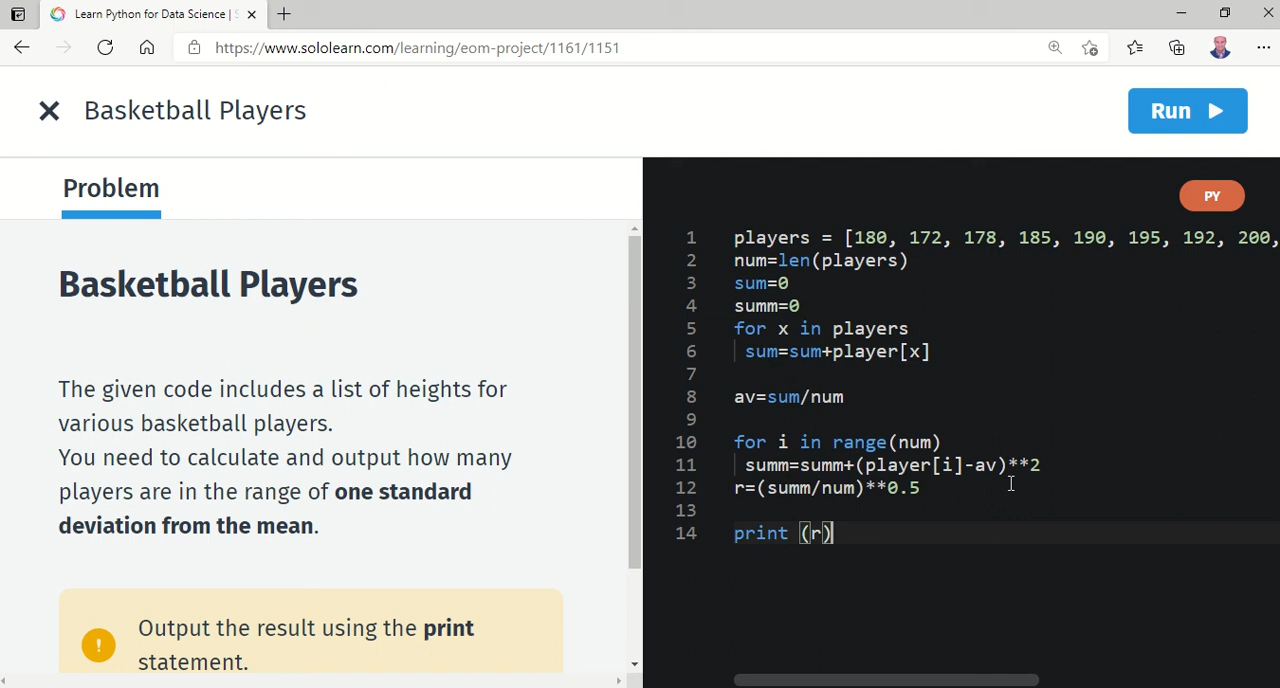 Learn Python for Data Science | S
https://www.sololearn.com/learning/eom-project/1161/1151
Basketball Players
Run
Problem
PY
Basketball Players
The given code includes a list of heights for
various basketball players.
You need to calculate and output how many
players are in the range of one standard
deviation from the mean.
!
Output the result using the print
statement.
1 players = [180, 172, 178, 185, 190, 195, 192, 200,
2 num=len(players)
3 sum=0
4 summ=0
5 for x in players
6 sum=sum+player[x]
7
8 av=sum/num
9
10 for i in range(num)
11 summ=summ+(player[i]-av)**2
12 r=(summ/num)**0.5
13
14 print (r)